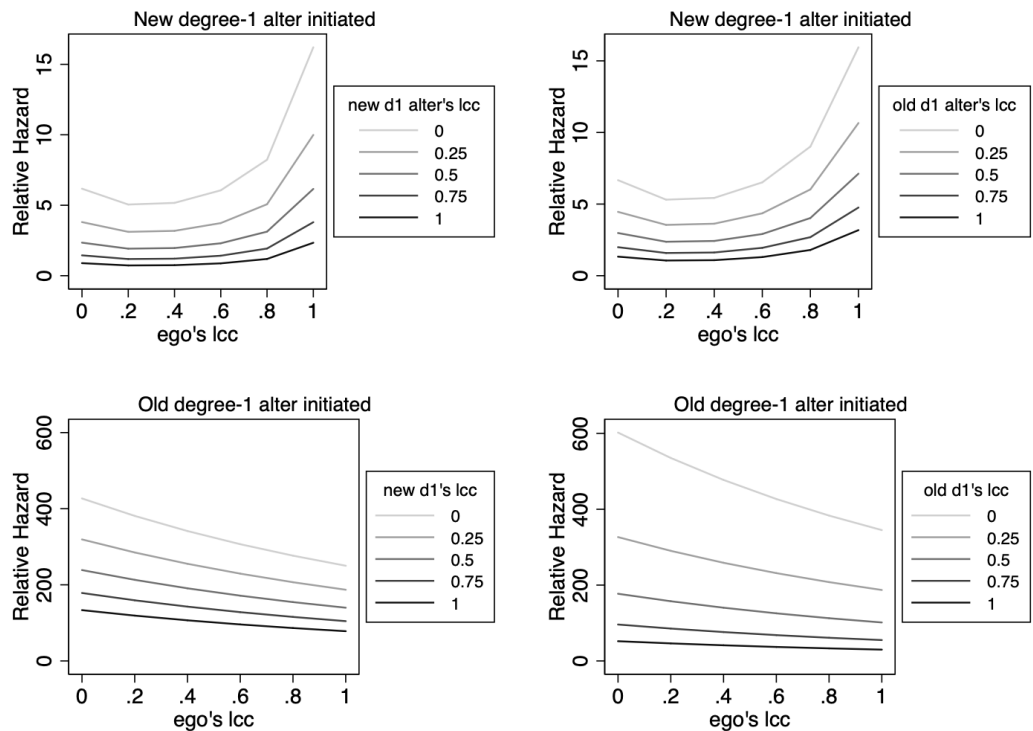 New degree-1 alter initiated
Relative Hazard
15
10
5
0
0 .2 .4 .6 .8 1
ego's lcc
new d1 alter's lcc
0
0.25
0.5
0.75
1
New degree-1 alter initiated
Relative Hazard
15
10
5
0
0 .2 .4 .6 .8 1
ego's lcc
old d1 alter's lcc
0
0.25
0.5
0.75
1
Old degree-1 alter initiated
Relative Hazard
600
400
200
0
0 .2 .4 .6 .8 1
ego's lcc
new d1's lcc
0
0.25
0.5
0.75
1
Old degree-1 alter initiated
Relative Hazard
600
400
200
0
0 .2 .4 .6 .8 1
ego's lcc
old d1's lcc
0
0.25
0.5
0.75
1